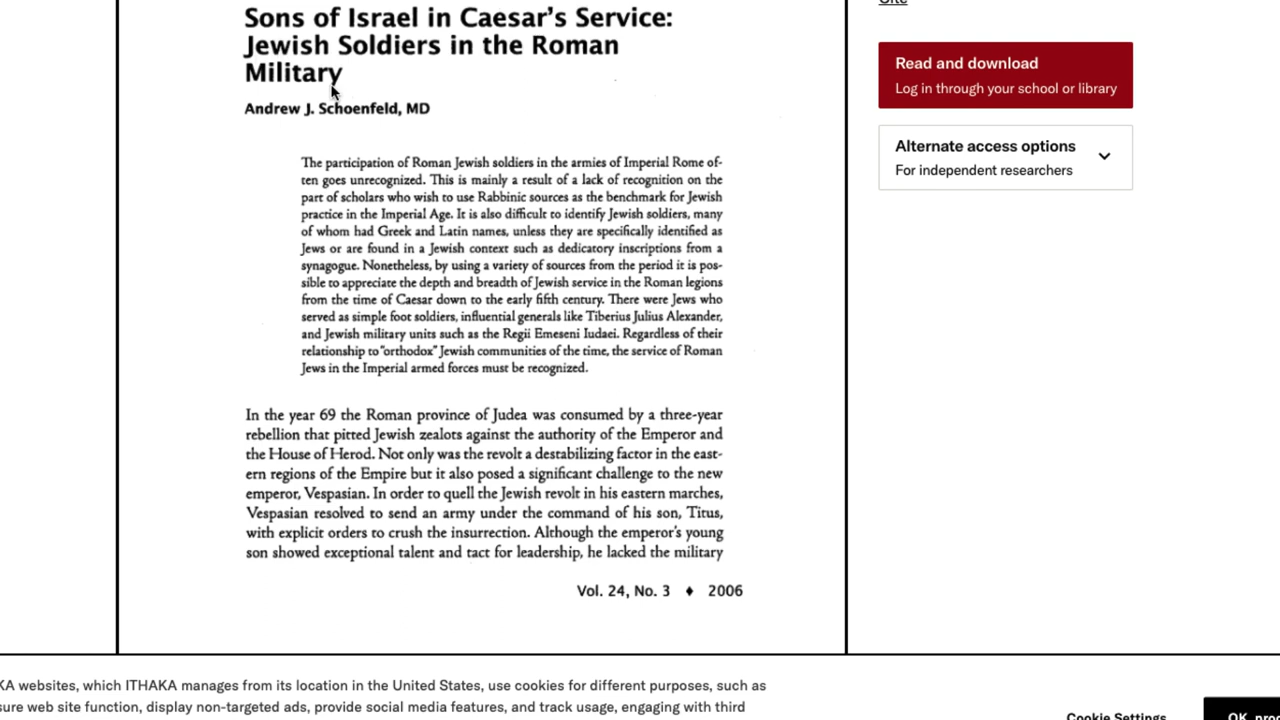 Sons of Israel in Caesar's Service:
Jewish Soldiers in the Roman
Military
Andrew J. Schoenfeld, MD
The participation of Roman Jewish soldiers in the armies of Imperial Rome of-
ten goes unrecognized. This is mainly a result of a lack of recognition on the
part of scholars who wish to use Rabbinic sources as the benchmark for Jewish
practice in the Imperial Age. It is also difficult to identify Jewish soldiers, many
of whom had Greek and Latin names, unless they are specifically identified as
Jews or are found in a Jewish context such as dedicatory inscriptions from a
synagogue. Nonetheless, by using a variety of sources from the period it is pos-
sible to appreciate the depth and breadth of Jewish service in the Roman legions
from the time of Caesar down to the early fifth century. There were Jews who
served as simple foot soldiers, influential generals like Tiberius Julius Alexander,
and Jewish military units such as the Regii Emeseni Iudaei. Regardless of their
relationship to "orthodox" Jewish communities of the time, the service of Roman
Jews in the Imperial armed forces must be recognized.
In the year 69 the Roman province of Judea was consumed by a three-year
rebellion that pitted Jewish zealots against the authority of the Emperor and
the House of Herod. Not only was the revolt a destabilizing factor in the east-
ern regions of the Empire but it also posed a significant challenge to the new
emperor, Vespasian. In order to quell the Jewish revolt in his eastern marches,
Vespasian resolved to send an army under the command of his son, Titus,
with explicit orders to crush the insurrection. Although the emperor's young
son showed exceptional talent and tact for leadership, he lacked the military
Vol. 24, No. 3 ♦ 2006
Cite
Read and download
Log in through your school or library
Alternate access options
For independent researchers
KA websites, which ITHAKA manages from its location in the United States, use cookies for different purposes, such as
sure web site function, display non-targeted ads, provide social media features, and track usage, engaging with third
Cookie Settings
OK, pro